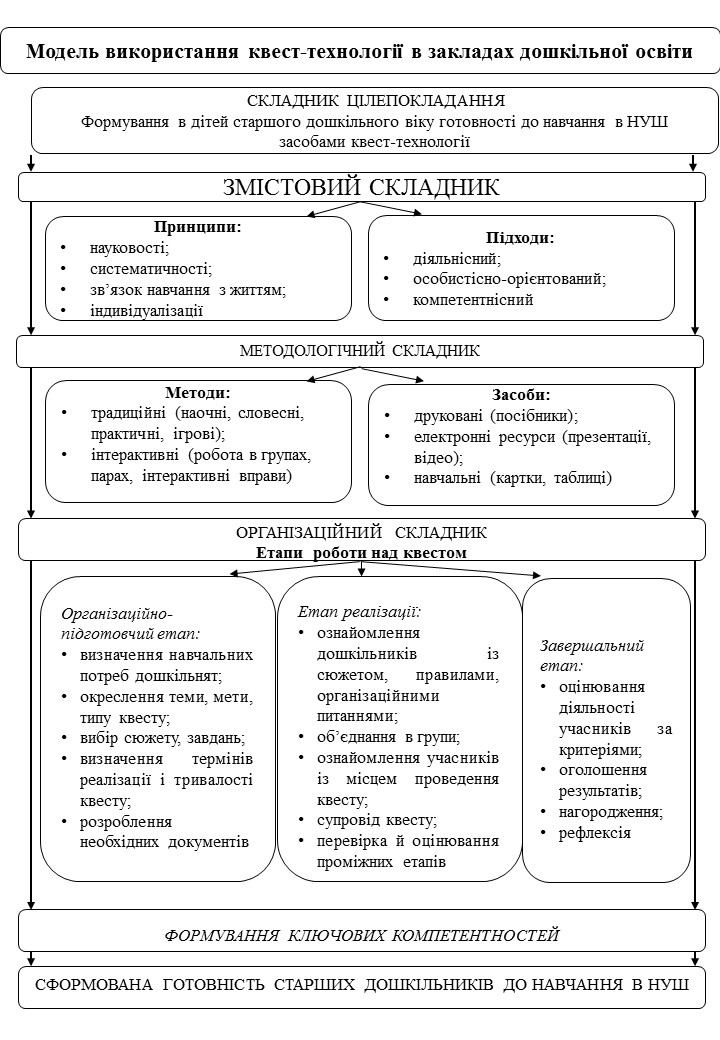 Модель використання квест-технології в закладах дошкільної освіти
СКЛАДНИК ЦІЛЕПОКЛАДАННЯ
Формування в дітей старшого дошкільного віку готовності до навчання в НУШ
засобами квест-технології
ЗМІСТОВИЙ СКЛАДНИК
Принципи:
• науковості;
• систематичності;
• зв’язок навчання з життям;
• індивідуалізації
Підходи:
• діяльнісний;
• особистісно-орієнтований;
• компетентнісний
МЕТОДОЛОГІЧНИЙ СКЛАДНИК
Методи:
• традиційні (наочні, словесні,
практичні, ігрові);
• інтерактивні (робота в групах,
парах, інтерактивні вправи)
Засоби:
• друковані (посібники);
• електронні ресурси (презентації,
відео);
• навчальні (картки, таблиці)
ОРГАНІЗАЦІЙНИЙ СКЛАДНИК
Етапи роботи над квестом
Організаційно-
підготовчий етап:
• визначення навчальних
потреб дошкільнят;
• окреслення теми, мети,
типу квесту;
• вибір сюжету, завдань;
• визначення термінів
реалізації і тривалості
квесту;
• розроблення
необхідних документів
Етап реалізації:
• ознайомлення
дошкільників із
сюжетом, правилами,
організаційними
питаннями;
• об’єднання в групи;
• ознайомлення учасників
із місцем проведення
квесту;
• супровід квесту;
• перевірка й оцінювання
проміжних етапів
Завершальний
етап:
• оцінювання
діяльності
учасників за
критеріями;
• оголошення
результатів;
• нагородження;
• рефлексія
ФОРМУВАННЯ КЛЮЧОВИХ КОМПЕТЕНТНОСТЕЙ
СФОРМОВАНА ГОТОВНІСТЬ СТАРШИХ ДОШКІЛЬНИКІВ ДО НАВЧАННЯ В НУШ